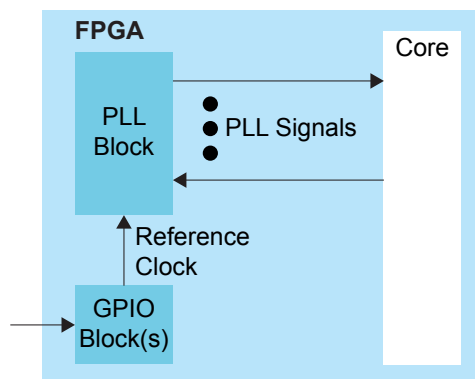 FPGA
Core
PLL
Block
PLL Signals
Reference
Clock
GPIO
Block(s)